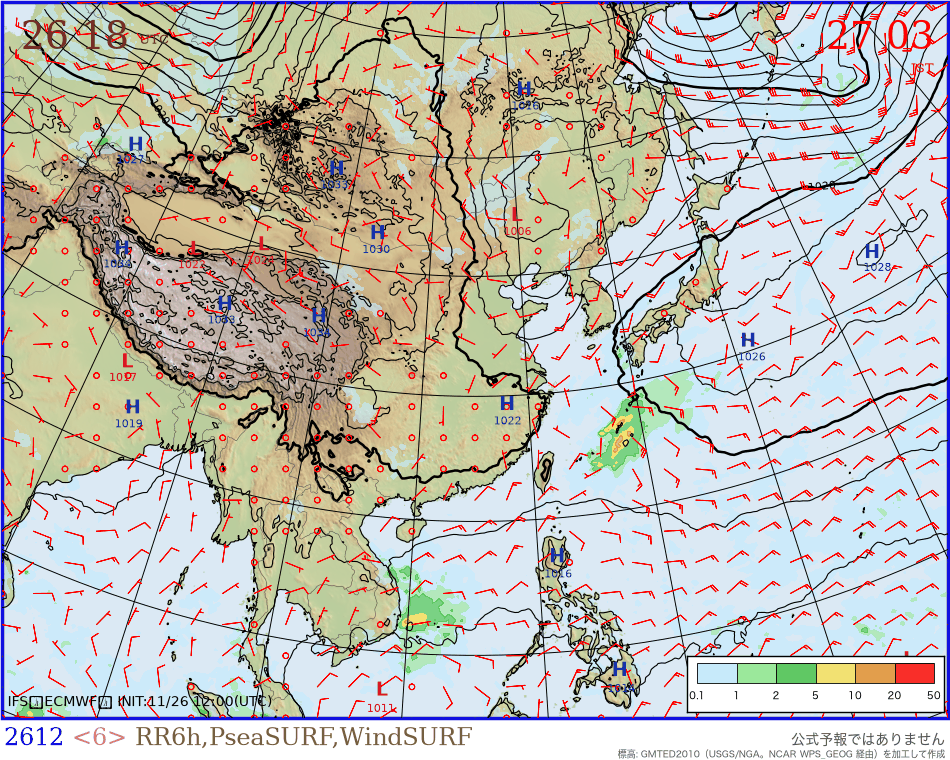 26 18 UTC
27 03
JST
H
1028
H
1027
H
1033
L
1006
1028
H
1030
H
L
L
H
1028
H
H
H
1026
L
1017
H
1019
H
1022
H
1016
H
L
1011
IFS□ECMWF□ INIT:11/26 12:00(UTC)
0.1 1 2 5 10 20 50
2612 <6> RR6h,PseaSURF,WindSURF
公式予報ではありません
標高: GMTED2010（USGS/NGA。NCAR WPS_GEOG 経由）を加工して作成